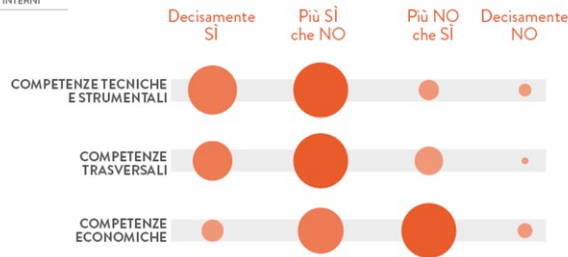 INTERNI
Decisamente Più SÌ Più NO Decisamente
SÌ che NO che SÌ NO
COMPETENZE TECNICHE
E STRUMENTALI
COMPETENZE
TRASVERSALI
COMPETENZE
ECONOMICHE